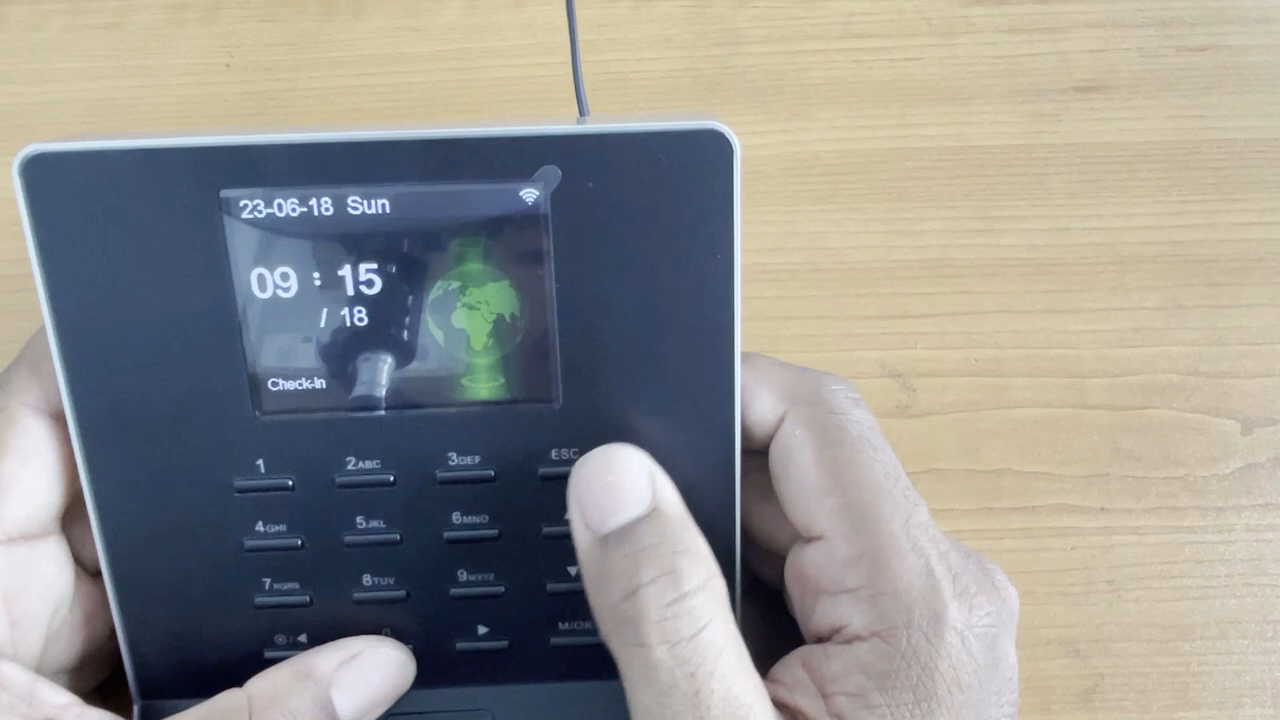 23-06-18 Sun
09 : 15
/ 18
Check-In
1 2ABC 3DEF ESC
4GHI 5JKL 6MNO
7PQRS 8TUV 9WXYZ ▼
/◀ ▶ M/OK